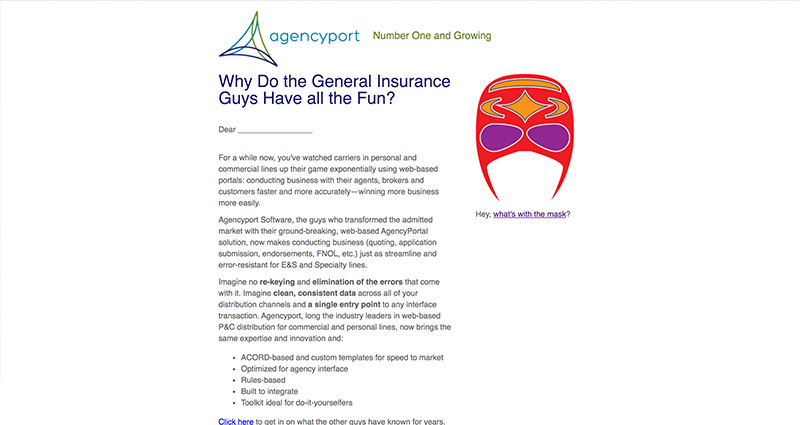 agencyport Number One and Growing
Why Do the General Insurance
Guys Have all the Fun?
Dear _________________
For a while now, you've watched carriers in personal and
commercial lines up their game exponentially using web-based
portals: conducting business with their agents, brokers and
customers faster and more accurately—winning more business
more easily.
Hey, what's with the mask?
Agencyport Software, the guys who transformed the admitted
market with their ground-breaking, web-based AgencyPortal
solution, now makes conducting business (quoting, application
submission, endorsements, FNOL, etc.) just as streamline and
error-resistant for E&S and Specialty lines.
Imagine no re-keying and elimination of the errors that come
with it. Imagine clean, consistent data across all of your
distribution channels and a single entry point to any interface
transaction. Agencyport, long the industry leaders in web-based
P&C distribution for commercial and personal lines, now brings the
same expertise and innovation and:
• ACORD-based and custom templates for speed to market
• Optimized for agency interface
• Rules-based
• Built to integrate
• Toolkit ideal for do-it-yourselfers
Click here to get in on what the other guys have known for years.